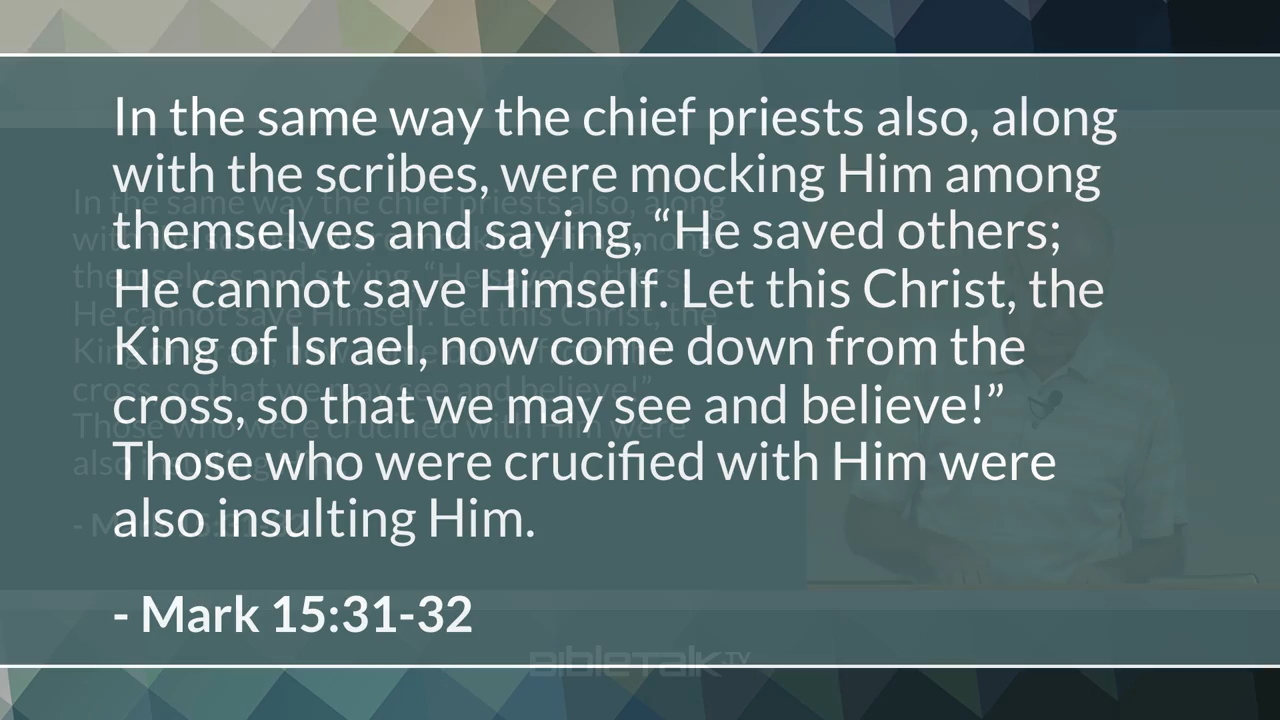 In the same way the chief priests also, along
with the scribes, were mocking Him among
themselves and saying, “He saved others;
He cannot save Himself. Let this Christ, the
King of Israel, now come down from the
cross, so that we may see and believe!”
Those who were crucified with Him were
also insulting Him.
- Mark 15:31-32
BibleTalk.TV